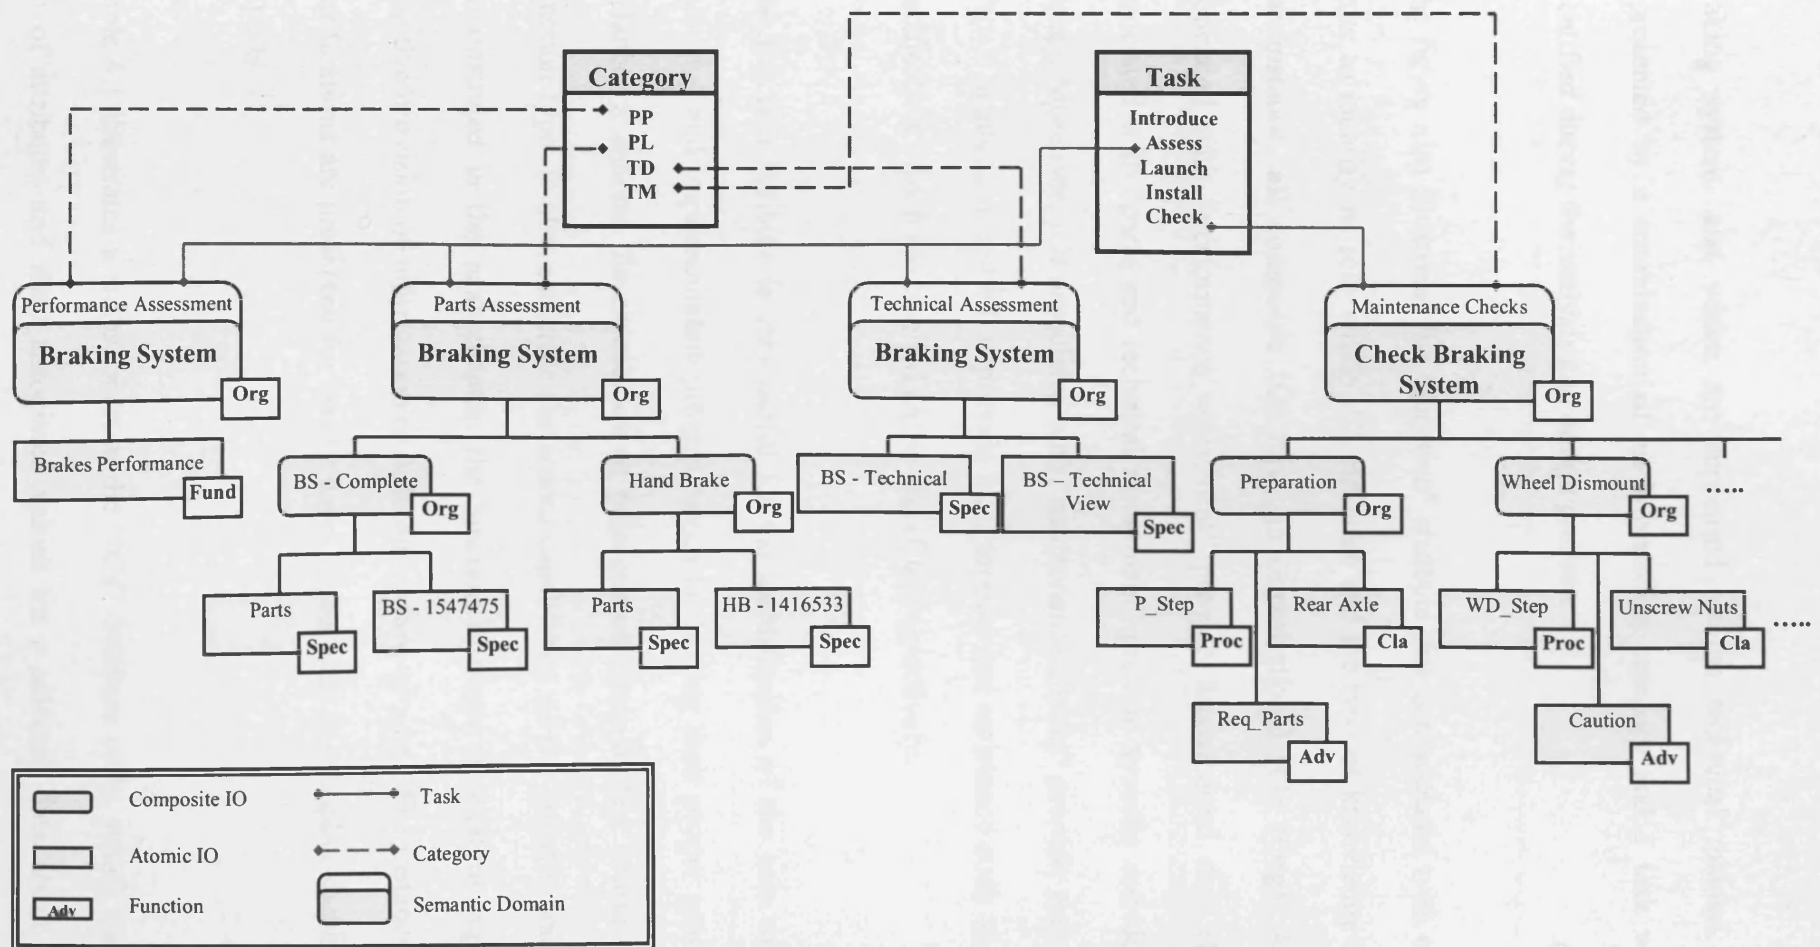 Category
PP
PL
TD
TM
Task
Introduce
Assess
Launch
Install
Check
Performance Assessment
Braking System
Org
Parts Assessment
Braking System
Org
Technical Assessment
Braking System
Org
Maintenance Checks
Check Braking
System
Org
Brakes Performance
Fund
BS - Complete
Org
Hand Brake
Org
BS - Technical
Spec
BS – Technical
View
Spec
Preparation
Org
Wheel Dismount
Org
.....
Parts
Spec
BS - 1547475
Spec
Parts
Spec
HB - 1416533
Spec
P_Step
Proc
Rear Axle
Cla
WD_Step
Proc
Unscrew Nuts
Cla
.....
Req_Parts
Adv
Caution
Adv
Composite IO
Task
Atomic IO
Category
Adv
Function
Semantic Domain